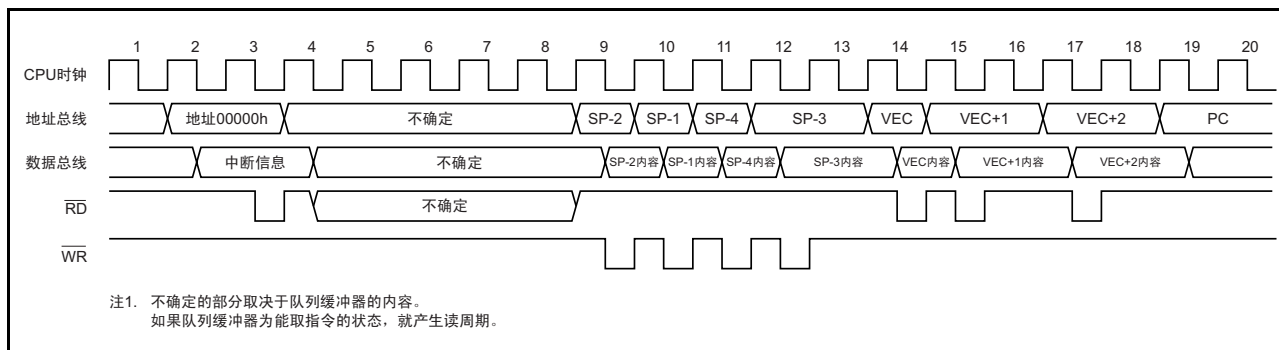 1 2 3 4 5 6 7 8 9 10 11 12 13 14 15 16 17 18 19 20
CPU时钟
地址总线 地址00000h 不确定 SP-2 SP-1 SP-4 SP-3 VEC VEC+1 VEC+2 PC
数据总线 中断信息 不确定 SP-2内容 SP-1内容 SP-4内容 SP-3内容 VEC内容 VEC+1内容 VEC+2内容
RD 不确定
WR
注1. 不确定的部分取决于队列缓冲器的内容。
如果队列缓冲器为能取指令的状态，就产生读周期。